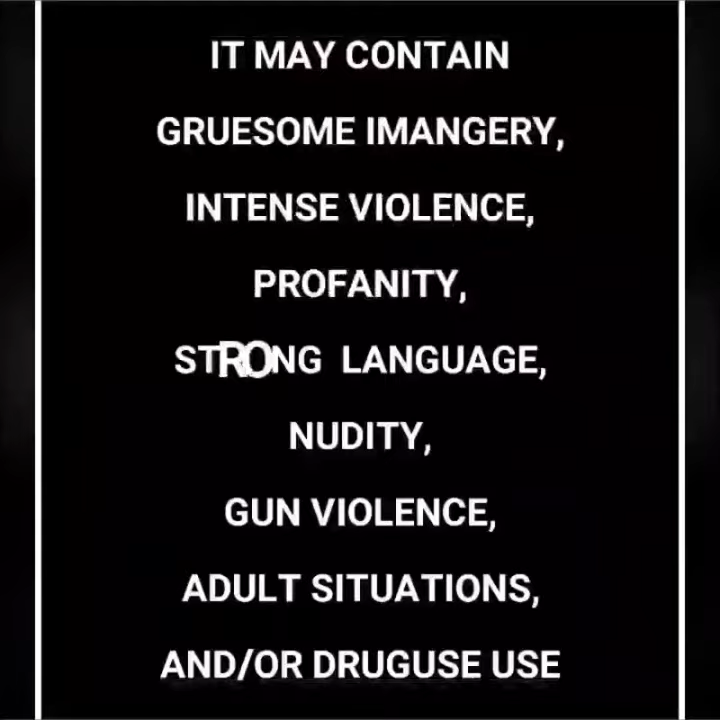 IT MAY CONTAIN
GRUESOME IMANGERY,
INTENSE VIOLENCE,
PROFANITY,
STRONG LANGUAGE,
NUDITY,
GUN VIOLENCE,
ADULT SITUATIONS,
AND/OR DRUGUSE USE